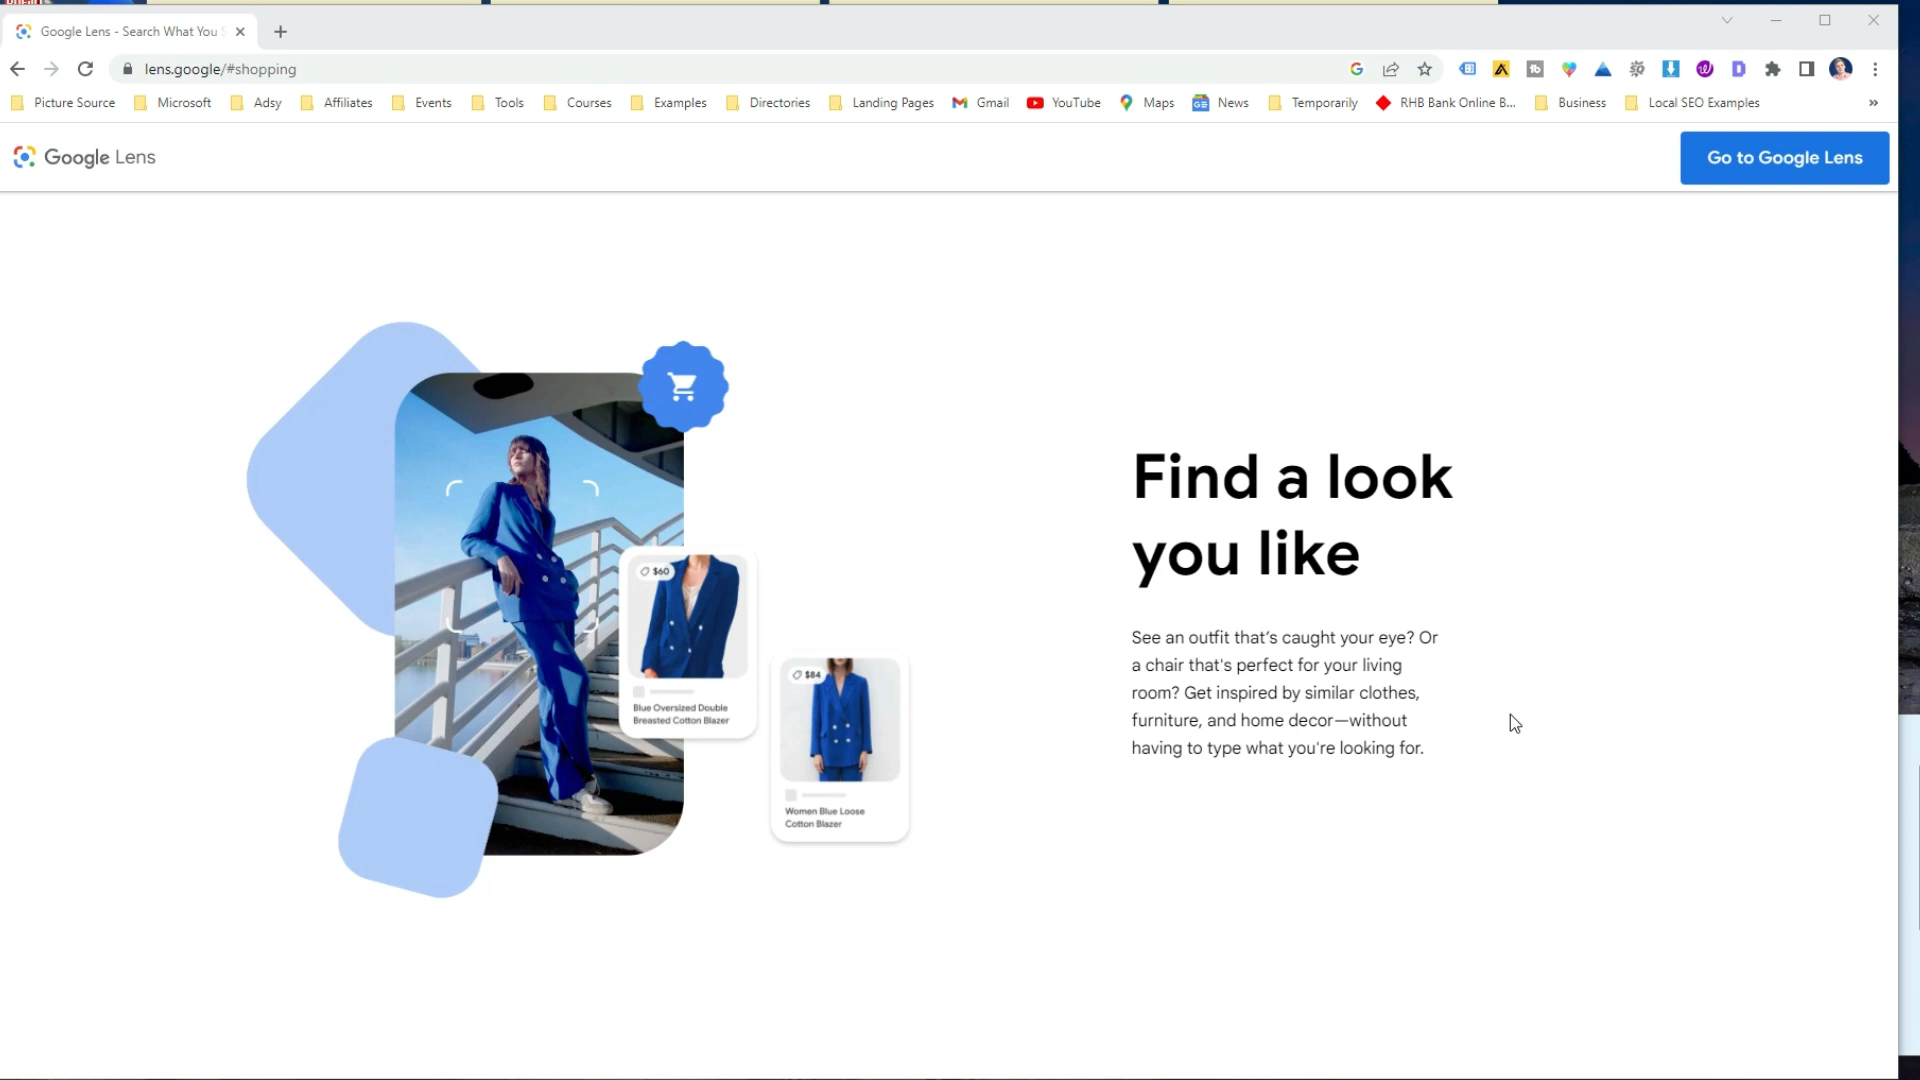 Google Lens - Search What You S
lens.google/#shopping
Picture Source Microsoft Adsy Affiliates Events Tools Courses Examples Directories Landing Pages Gmail YouTube Maps News Temporarily RHB Bank Online B... Business Local SEO Examples »
Google Lens
Go to Google Lens
Find a look
you like
See an outfit that’s caught your eye? Or
a chair that's perfect for your living
room? Get inspired by similar clothes,
furniture, and home decor—without
having to type what you're looking for.
$60
Blue Oversized Double
Breasted Cotton Blazer
$84
Women Blue Loose
Cotton Blazer